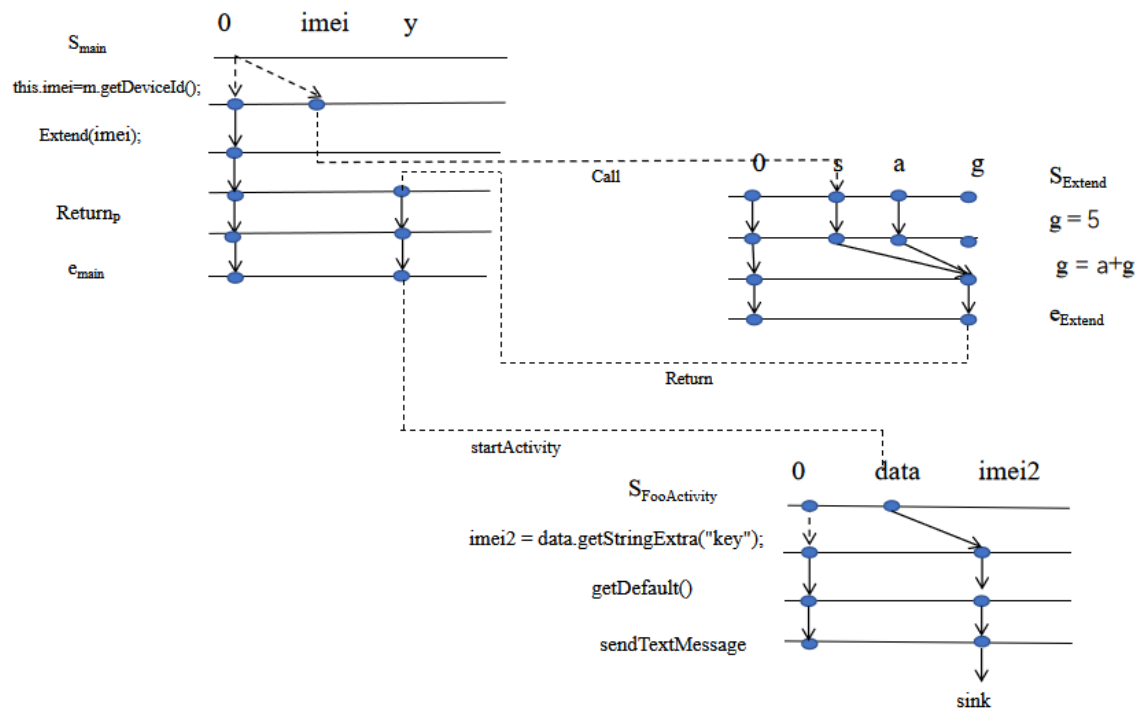 0 imei y
Smain
this.imei=m.getDeviceId();
Extend(imei);
Returnp
emain
Call
0 s a g
SExtend
g = 5
g = a+g
eExtend
Return
startActivity
0 data imei2
SFooActivity
imei2 = data.getStringExtra("key");
getDefault()
sendTextMessage
sink